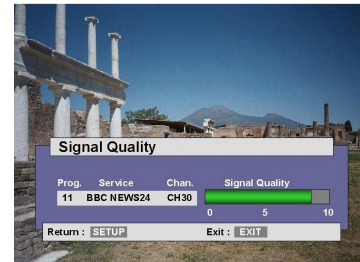 Signal Quality
Prog. Service Chan. Signal Quality
11 BBC NEWS24 CH30
0 5 10
Return : SETUP Exit : EXIT